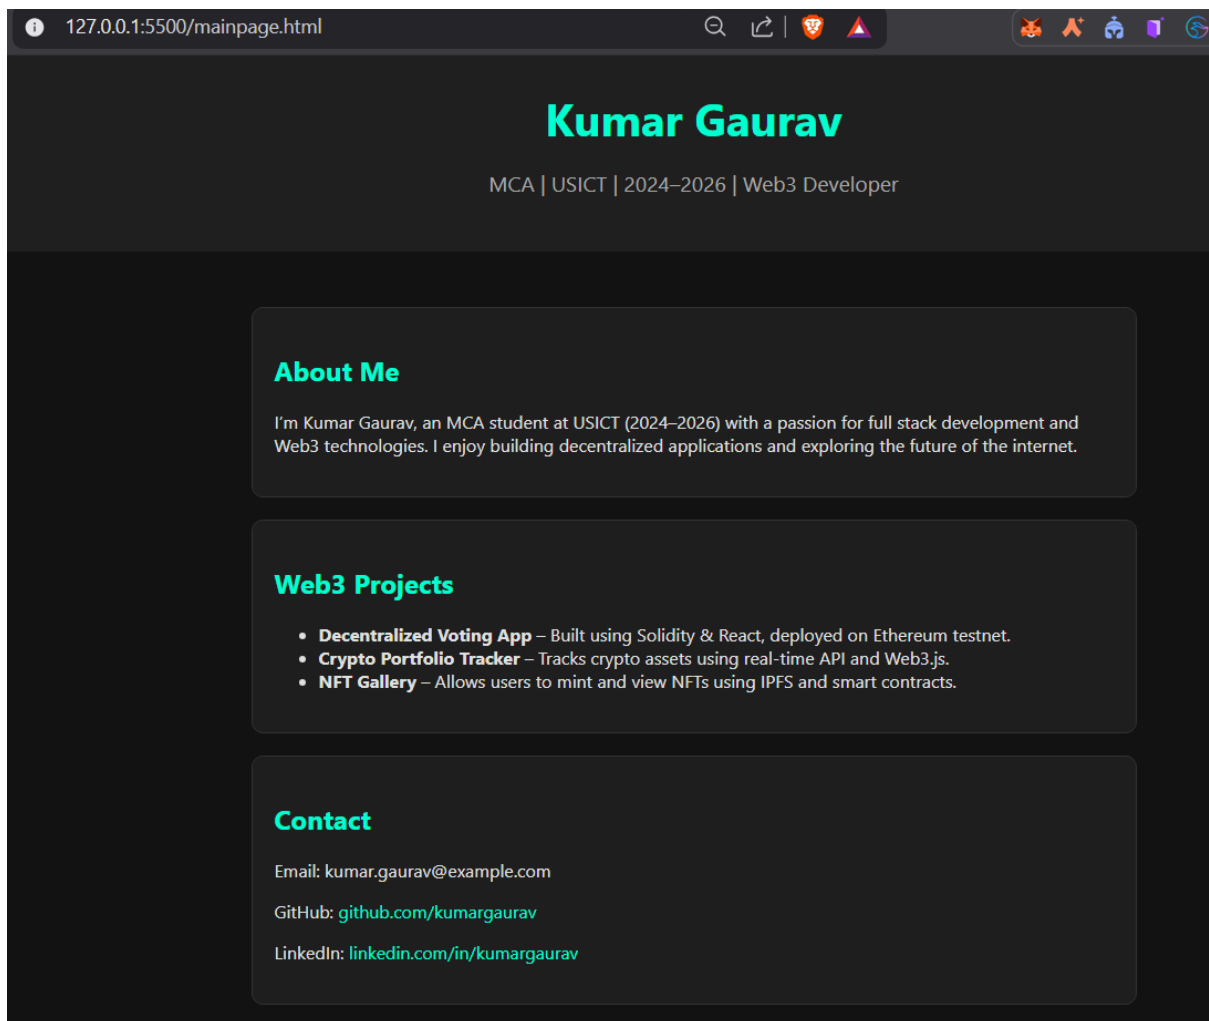 127.0.0.1:5500/mainpage.html
Kumar Gaurav
MCA | USICT | 2024–2026 | Web3 Developer
About Me
I’m Kumar Gaurav, an MCA student at USICT (2024–2026) with a passion for full stack development and
Web3 technologies. I enjoy building decentralized applications and exploring the future of the internet.
Web3 Projects
• Decentralized Voting App – Built using Solidity & React, deployed on Ethereum testnet.
• Crypto Portfolio Tracker – Tracks crypto assets using real-time API and Web3.js.
• NFT Gallery – Allows users to mint and view NFTs using IPFS and smart contracts.
Contact
Email: kumar.gaurav@example.com
GitHub: github.com/kumargaurav
LinkedIn: linkedin.com/in/kumargaurav